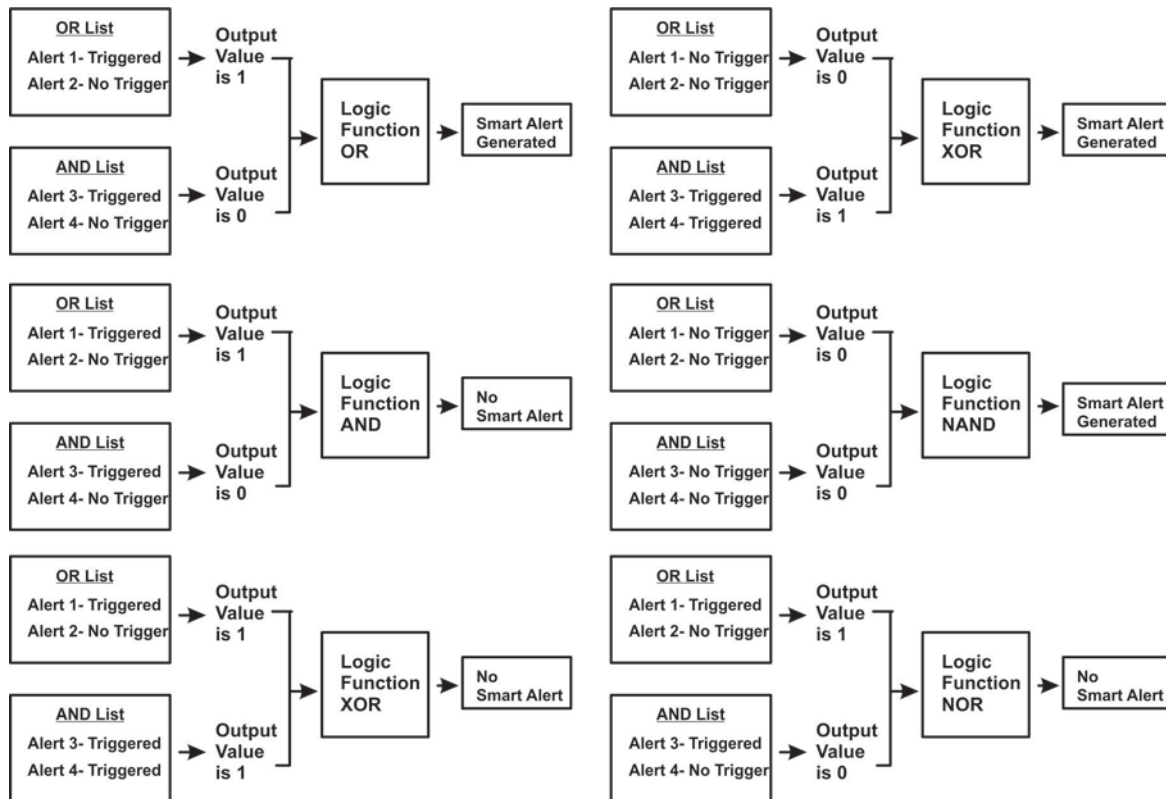 OR List
Alert 1- Triggered
Alert 2- No Trigger
Output
Value
is 1
AND List
Alert 3- Triggered
Alert 4- No Trigger
Output
Value
is 0
Logic
Function
OR
Smart Alert
Generated
OR List
Alert 1- No Trigger
Alert 2- No Trigger
Output
Value
is 0
AND List
Alert 3- Triggered
Alert 4- Triggered
Output
Value
is 1
Logic
Function
XOR
Smart Alert
Generated
OR List
Alert 1- Triggered
Alert 2- No Trigger
Output
Value
is 1
AND List
Alert 3- Triggered
Alert 4- No Trigger
Output
Value
is 0
Logic
Function
AND
No
Smart Alert
OR List
Alert 1- No Trigger
Alert 2- No Trigger
Output
Value
is 0
AND List
Alert 3- No Trigger
Alert 4- No Trigger
Output
Value
is 0
Logic
Function
NAND
Smart Alert
Generated
OR List
Alert 1- Triggered
Alert 2- No Trigger
Output
Value
is 1
AND List
Alert 3- Triggered
Alert 4- Triggered
Output
Value
is 1
Logic
Function
XOR
No
Smart Alert
OR List
Alert 1- Triggered
Alert 2- No Trigger
Output
Value
is 1
AND List
Alert 3- Triggered
Alert 4- No Trigger
Output
Value
is 0
Logic
Function
NOR
No
Smart Alert